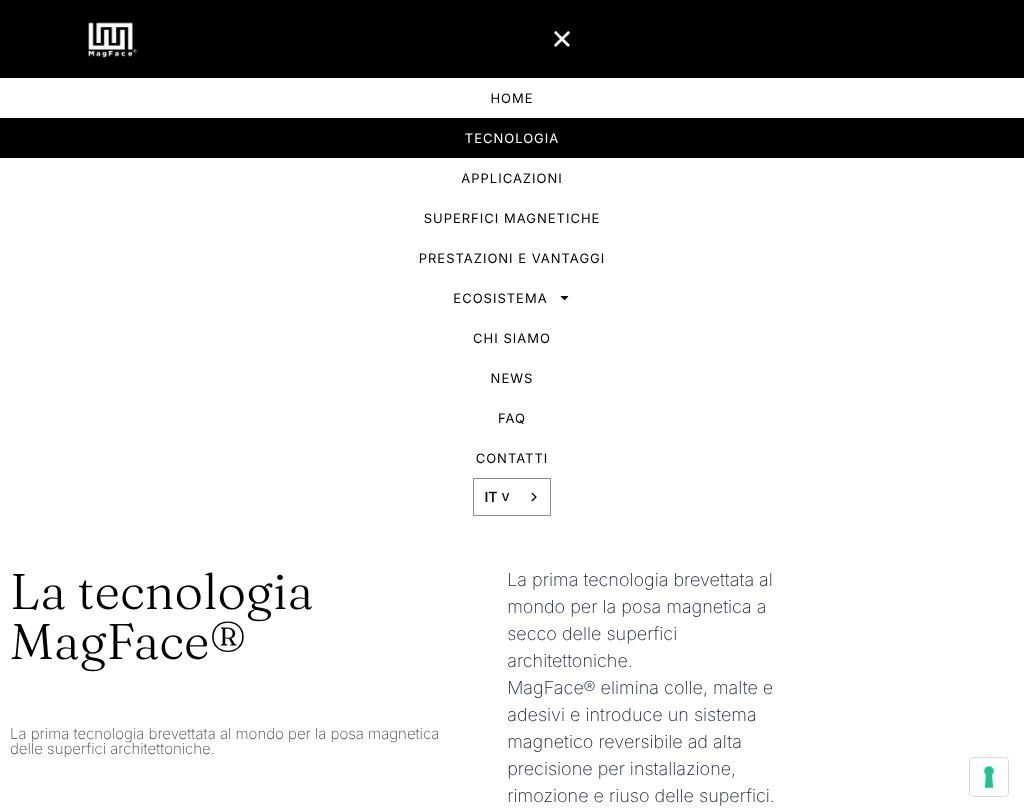 MagFace®
HOME
TECNOLOGIA
APPLICAZIONI
SUPERFICI MAGNETICHE
PRESTAZIONI E VANTAGGI
ECOSISTEMA
CHI SIAMO
NEWS
FAQ
CONTATTI
IT V
La tecnologia
MagFace®
La prima tecnologia brevettata al mondo per la posa magnetica
delle superfici architettoniche.
La prima tecnologia brevettata al
mondo per la posa magnetica a
secco delle superfici
architettoniche.
MagFace® elimina colle, malte e
adesivi e introduce un sistema
magnetico reversibile ad alta
precisione per installazione,
rimozione e riuso delle superfici.